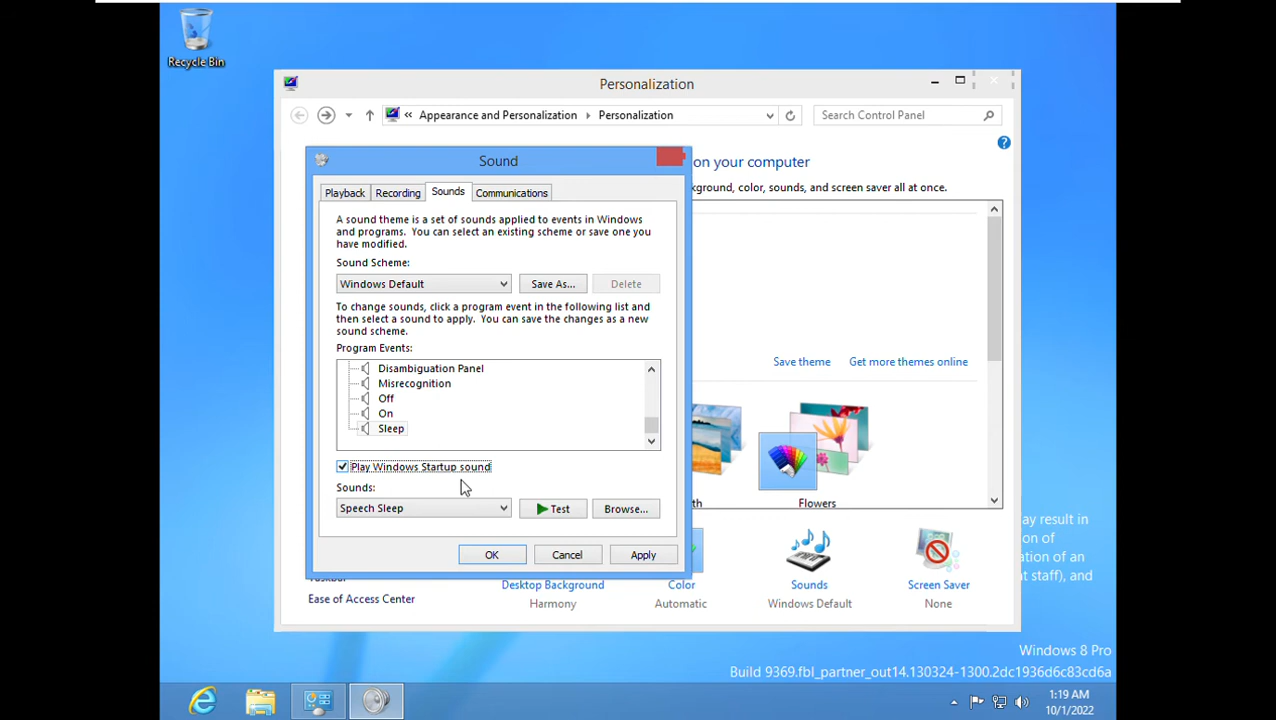 Recycle Bin
Personalization
« Appearance and Personalization Personalization
Search Control Panel
on your computer
kground, color, sounds, and screen saver all at once.
Sound
Playback Recording Sounds Communications
A sound theme is a set of sounds applied to events in Windows
and programs. You can select an existing scheme or save one you
have modified.
Sound Scheme:
Windows Default
Save As...
Delete
To change sounds, click a program event in the following list and
then select a sound to apply. You can save the changes as a new
sound scheme.
Program Events:
Disambiguation Panel
Misrecognition
Off
On
Sleep
Play Windows Startup sound
Sounds:
Speech Sleep
Test
Browse...
OK
Cancel
Apply
Save theme
Get more themes online
th
Flowers
Desktop Background
Harmony
Color
Automatic
Sounds
Windows Default
Screen Saver
None
Taskbar
Ease of Access Center
ay result in
on of
ation of an
t staff), and
Windows 8 Pro
Build 9369.fbl_partner_out14.130324-1300.2dc1936d6c83cd6a
1:19 AM
10/1/2022